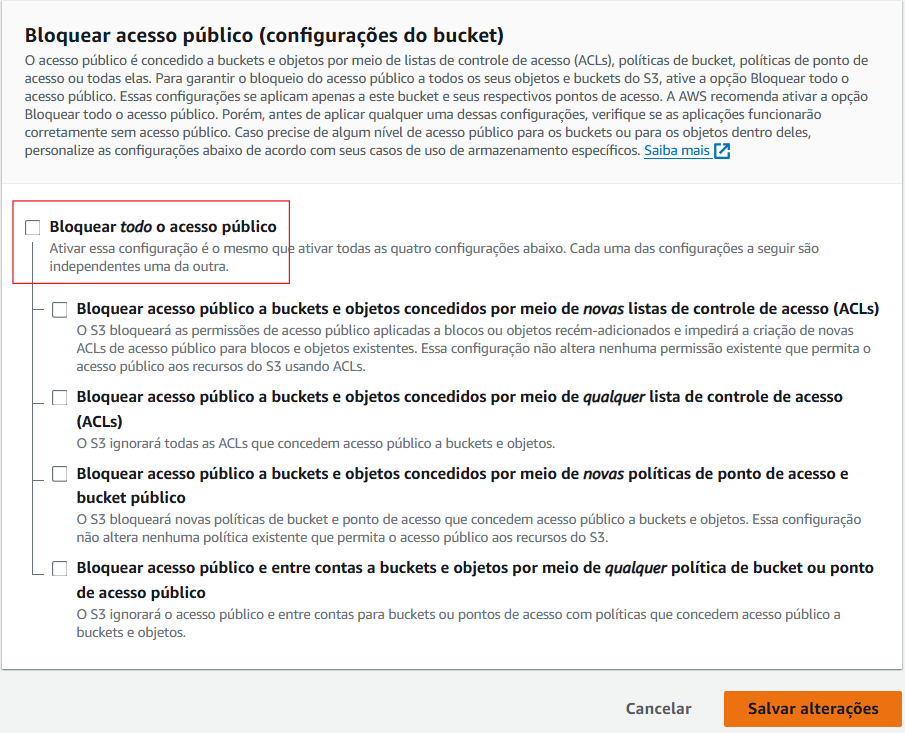 Bloquear acesso público (configurações do bucket)
O acesso público é concedido a buckets e objetos por meio de listas de controle de acesso (ACLs), políticas de bucket, políticas de ponto de
acesso ou todas elas. Para garantir o bloqueio do acesso público a todos os seus objetos e buckets do S3, ative a opção Bloquear todo o
acesso público. Essas configurações se aplicam apenas a este bucket e seus respectivos pontos de acesso. A AWS recomenda ativar a opção
Bloquear todo o acesso público. Porém, antes de aplicar qualquer uma dessas configurações, verifique se as aplicações funcionarão
corretamente sem acesso público. Caso precise de algum nível de acesso público para os buckets ou para os objetos dentro deles,
personalize as configurações abaixo de acordo com seus casos de uso de armazenamento específicos. Saiba mais
Bloquear todo o acesso público
Ativar essa configuração é o mesmo que ativar todas as quatro configurações abaixo. Cada uma das configurações a seguir são
independentes uma da outra.
Bloquear acesso público a buckets e objetos concedidos por meio de novas listas de controle de acesso (ACLs)
O S3 bloqueará as permissões de acesso público aplicadas a blocos ou objetos recém-adicionados e impedirá a criação de novas
ACLs de acesso público para blocos e objetos existentes. Essa configuração não altera nenhuma permissão existente que permita o
acesso público aos recursos do S3 usando ACLs.
Bloquear acesso público a buckets e objetos concedidos por meio de qualquer lista de controle de acesso
(ACLs)
O S3 ignorará todas as ACLs que concedem acesso público a buckets e objetos.
Bloquear acesso público a buckets e objetos concedidos por meio de novas políticas de ponto de acesso e
bucket público
O S3 bloqueará novas políticas de bucket e ponto de acesso que concedem acesso público a buckets e objetos. Essa configuração
não altera nenhuma política existente que permita o acesso público aos recursos do S3.
Bloquear acesso público e entre contas a buckets e objetos por meio de qualquer política de bucket ou ponto
de acesso público
O S3 ignorará o acesso público e entre contas para buckets ou pontos de acesso com políticas que concedem acesso público a
buckets e objetos.
Cancelar
Salvar alterações